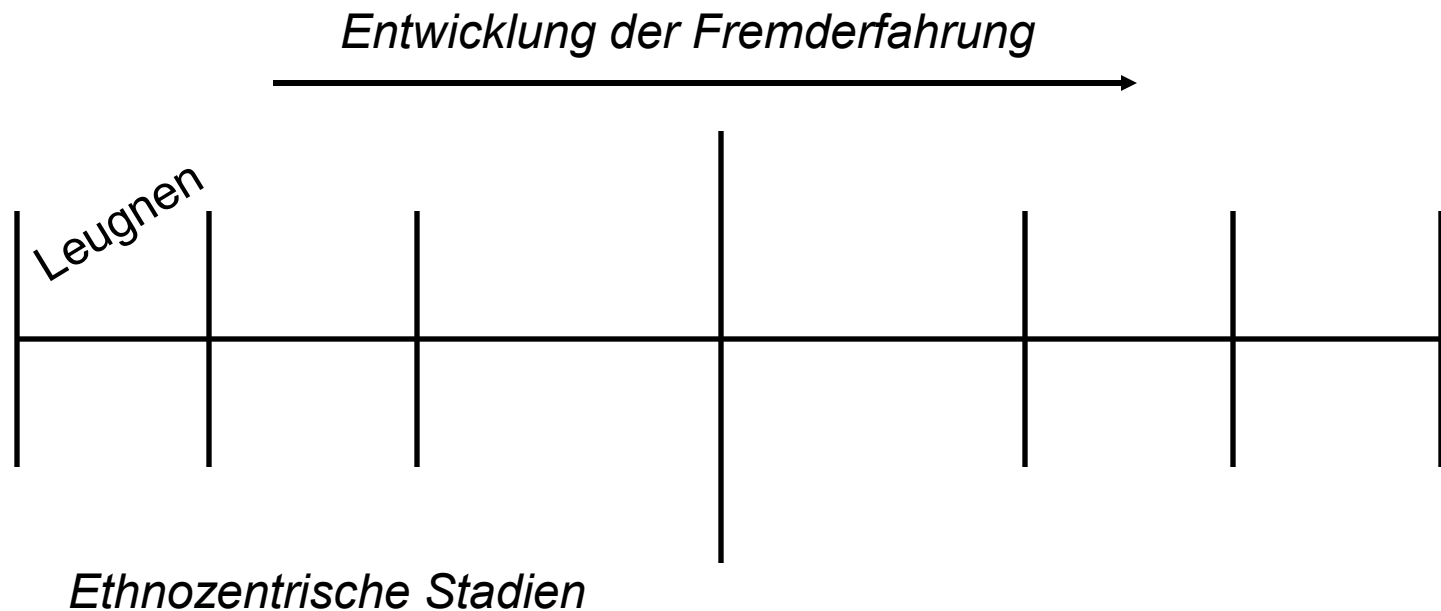 Entwicklung der Fremderfahrung
Leugnen
Ethnozentrische Stadien